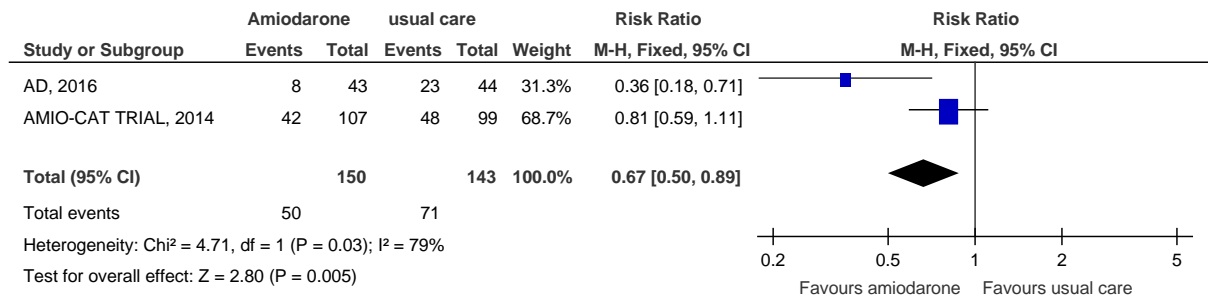 Amiodarone usual care Risk Ratio Risk Ratio
Study or Subgroup Events Total Events Total Weight M-H, Fixed, 95% CI M-H, Fixed, 95% CI
AD, 2016 8 43 23 44 31.3% 0.36 [0.18, 0.71]
AMIO-CAT TRIAL, 2014 42 107 48 99 68.7% 0.81 [0.59, 1.11]
Total (95% CI) 150 143 100.0% 0.67 [0.50, 0.89]
Total events 50 71
Heterogeneity: Chi² = 4.71, df = 1 (P = 0.03); I² = 79%
Test for overall effect: Z = 2.80 (P = 0.005)
0.2 0.5 1 2 5
Favours amiodarone Favours usual care